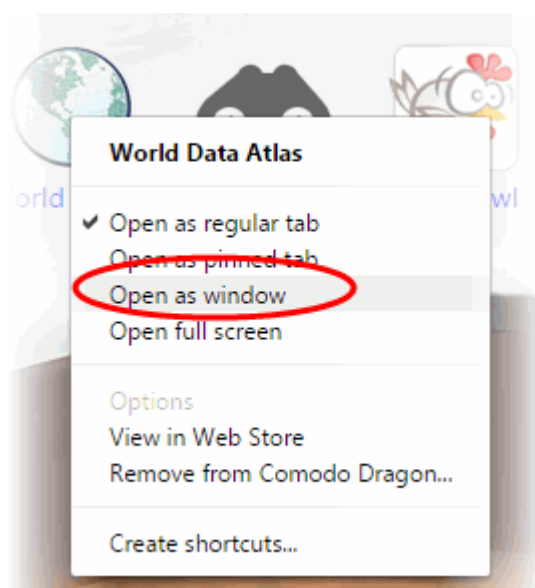 World Data Atlas
orld
wl
Open as regular tab
Open as pinned tab
Open as window
Open full screen
Options
View in Web Store
Remove from Comodo Dragon...
Create shortcuts...